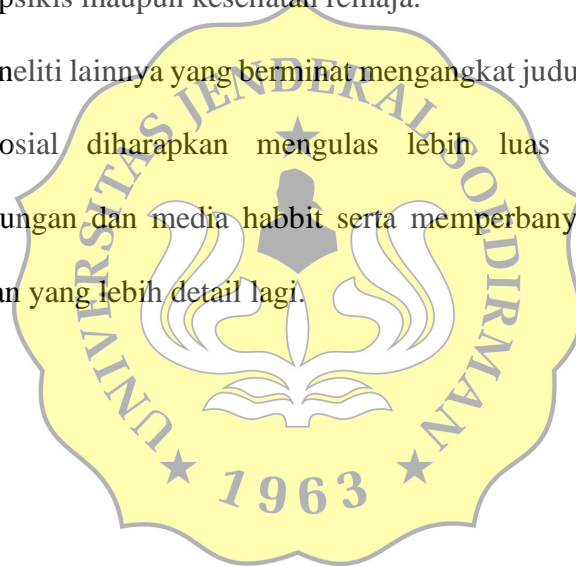 psikis maupun kesehatan remaja.
neliti lainnya yang berminat mengangkat judu
osial diharapkan mengulas lebih luas
ungan dan media habbit serta memperbany
an yang lebih detail lagi.
UNIVERSITAS JENDERAL SOEDIRMAN
1963